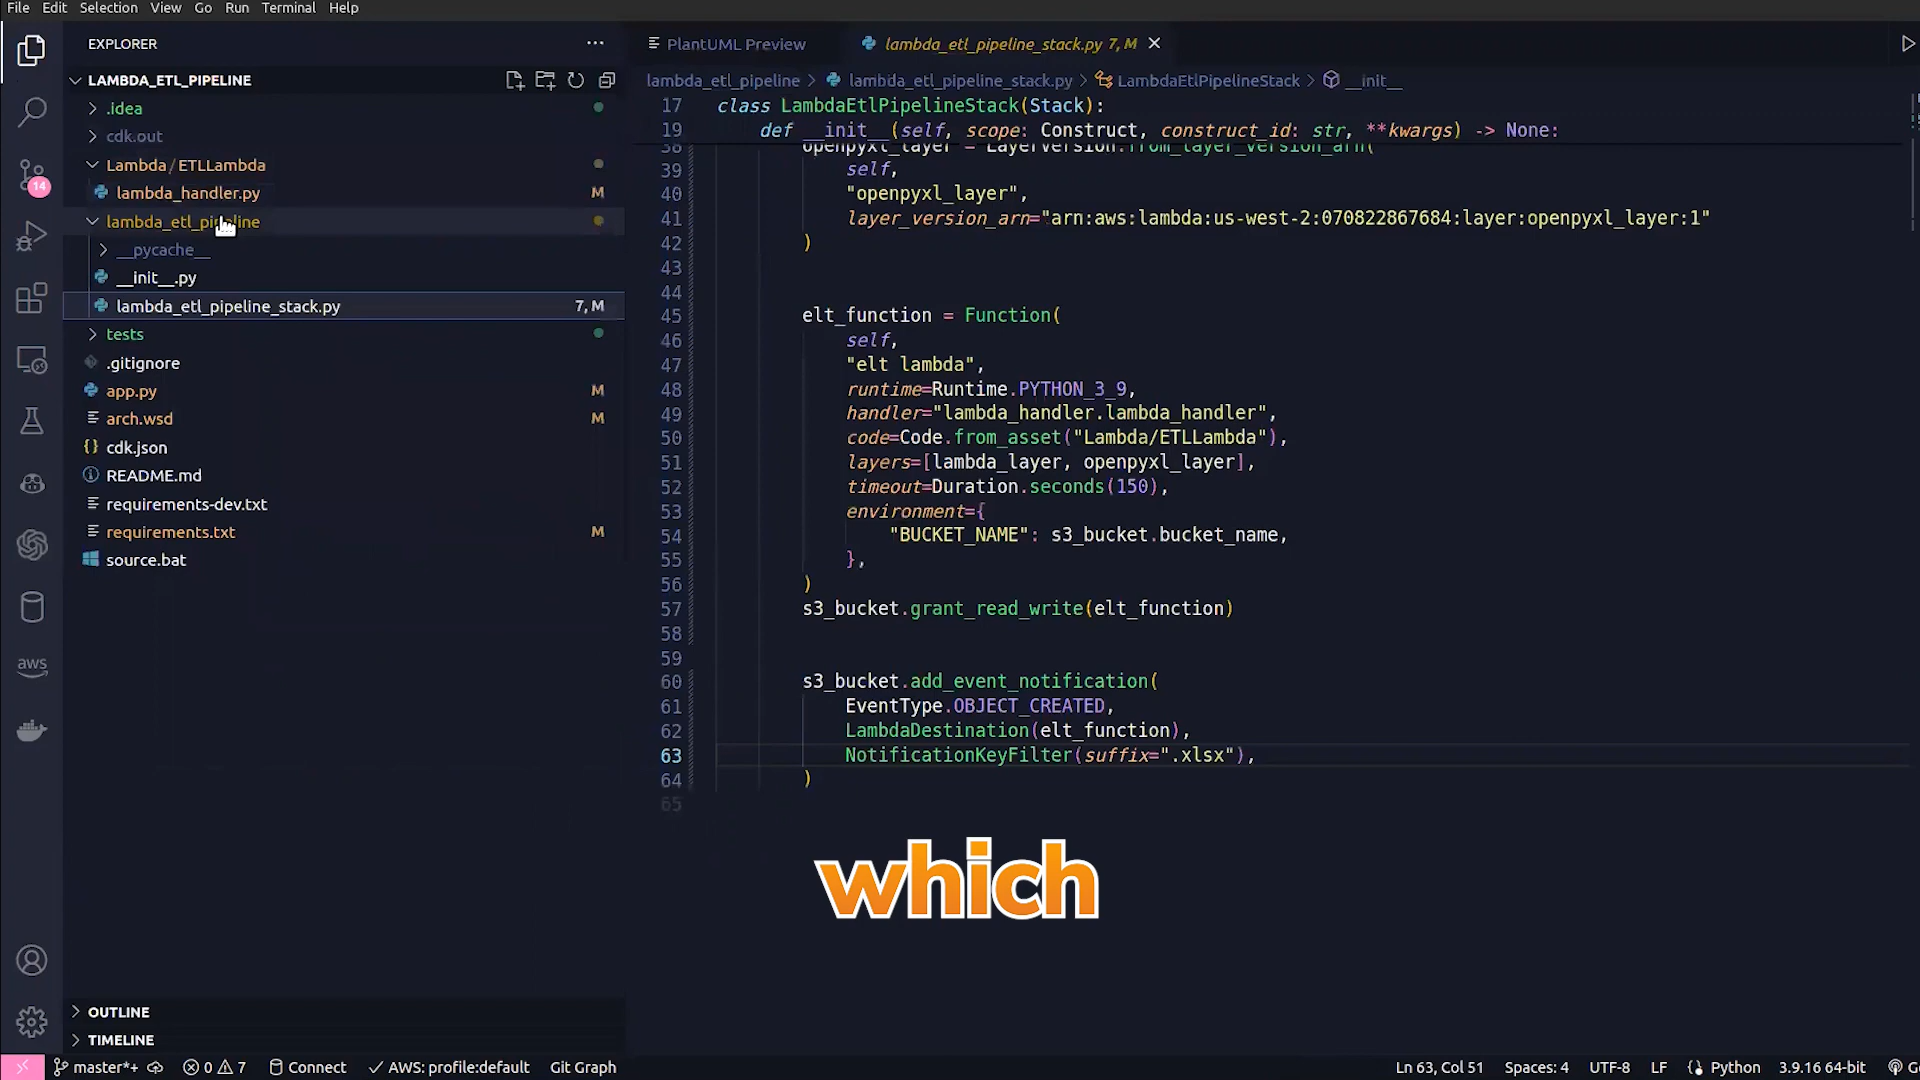 File Edit Selection View Go Run Terminal Help
EXPLORER
LAMBDA_ETL_PIPELINE
.idea
cdk.out
Lambda / ETLLambda
lambda_handler.py M
lambda_etl_pipeline
__pycache__
__init__.py
lambda_etl_pipeline_stack.py 7, M
tests
.gitignore
app.py M
arch.wsd M
cdk.json
README.md
requirements-dev.txt
requirements.txt M
source.bat
OUTLINE
TIMELINE
14
aws
PlantUML Preview lambda_etl_pipeline_stack.py 7, M
lambda_etl_pipeline > lambda_etl_pipeline_stack.py > LambdaEtlPipelineStack > __init__
17 class LambdaEtlPipelineStack(Stack):
19 def __init__(self, scope: Construct, construct_id: str, **kwargs) -> None:
38 openpyxl_layer = LayerVersion.from_layer_version_arn(
39 self,
40 "openpyxl_layer",
41 layer_version_arn="arn:aws:lambda:us-west-2:070822867684:layer:openpyxl_layer:1"
42 )
43
44
45 elt_function = Function(
46 self,
47 "elt lambda",
48 runtime=Runtime.PYTHON_3_9,
49 handler="lambda_handler.lambda_handler",
50 code=Code.from_asset("Lambda/ETLLambda"),
51 layers=[lambda_layer, openpyxl_layer],
52 timeout=Duration.seconds(150),
53 environment={
54 "BUCKET_NAME": s3_bucket.bucket_name,
55 },
56 )
57 s3_bucket.grant_read_write(elt_function)
58
59
60 s3_bucket.add_event_notification(
61 EventType.OBJECT_CREATED,
62 LambdaDestination(elt_function),
63 NotificationKeyFilter(suffix=".xlsx"),
64 )
65
which
master*+ 0 7 Connect AWS: profile:default Git Graph Ln 63, Col 51 Spaces: 4 UTF-8 LF Python 3.9.16 64-bit